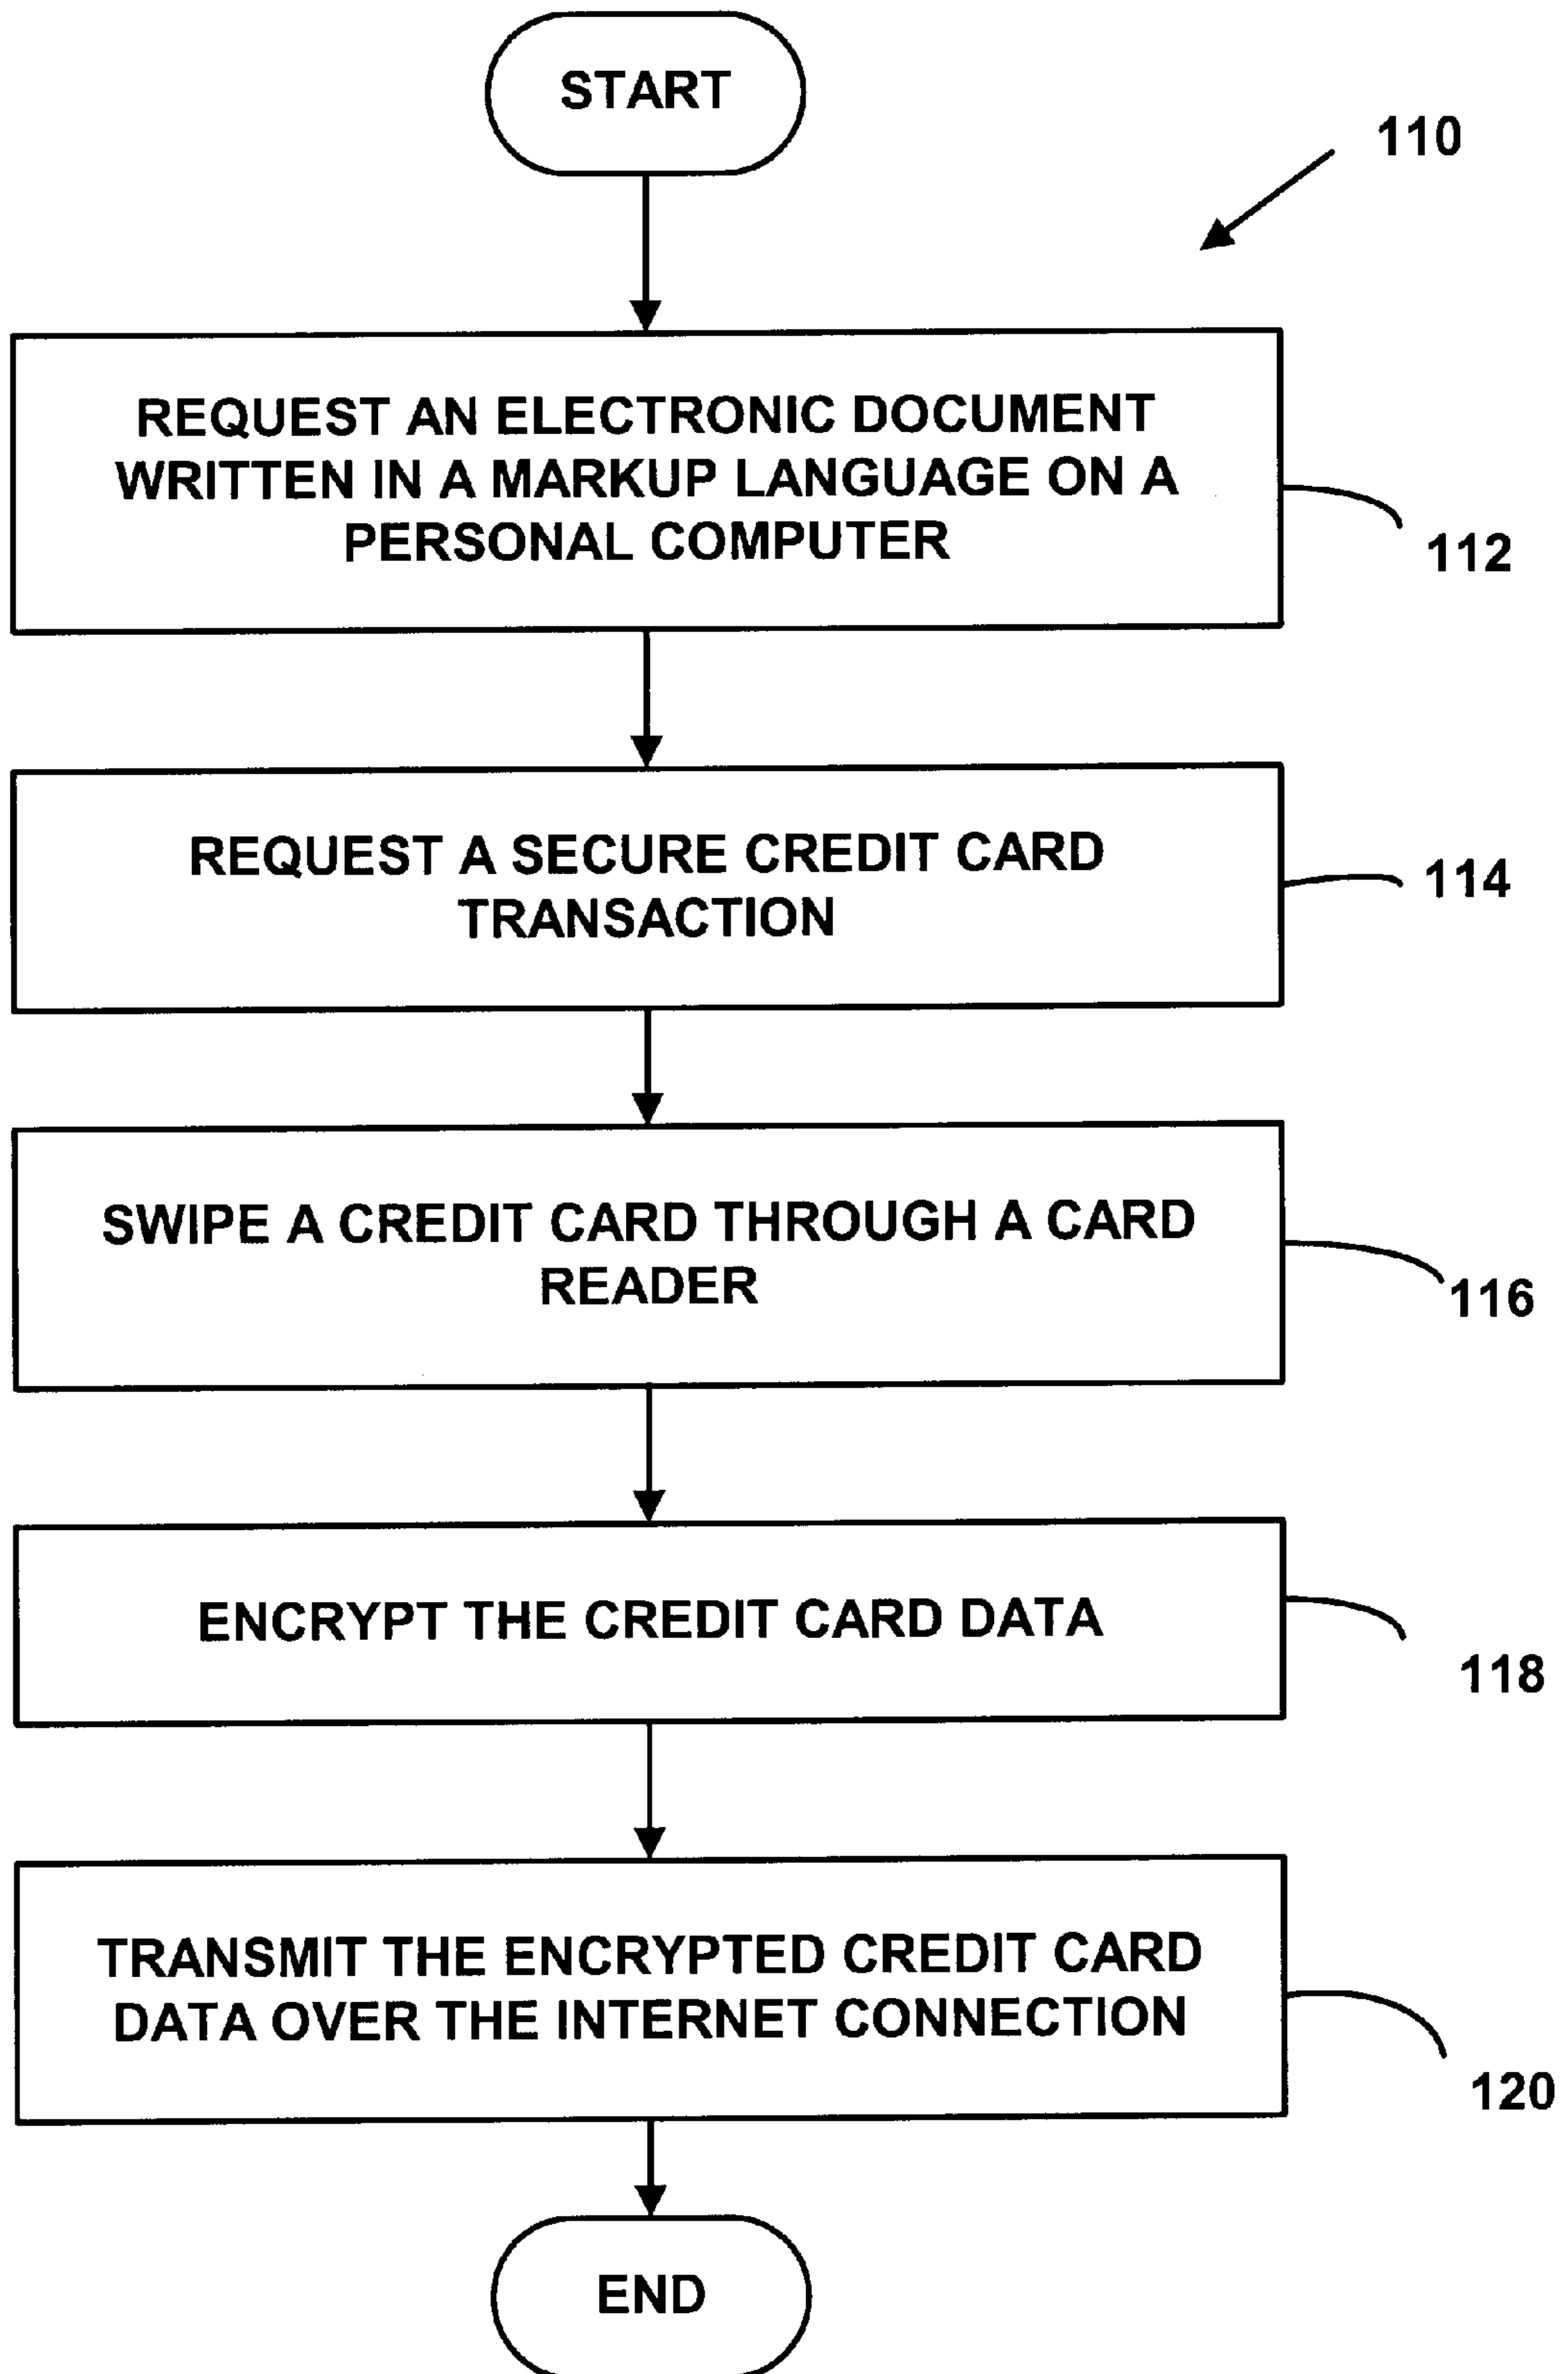 START
110
REQUEST AN ELECTRONIC DOCUMENT
WRITTEN IN A MARKUP LANGUAGE ON A
PERSONAL COMPUTER
112
REQUEST A SECURE CREDIT CARD
TRANSACTION
114
SWIPE A CREDIT CARD THROUGH A CARD
READER
116
ENCRYPT THE CREDIT CARD DATA
118
TRANSMIT THE ENCRYPTED CREDIT CARD
DATA OVER THE INTERNET CONNECTION
120
END